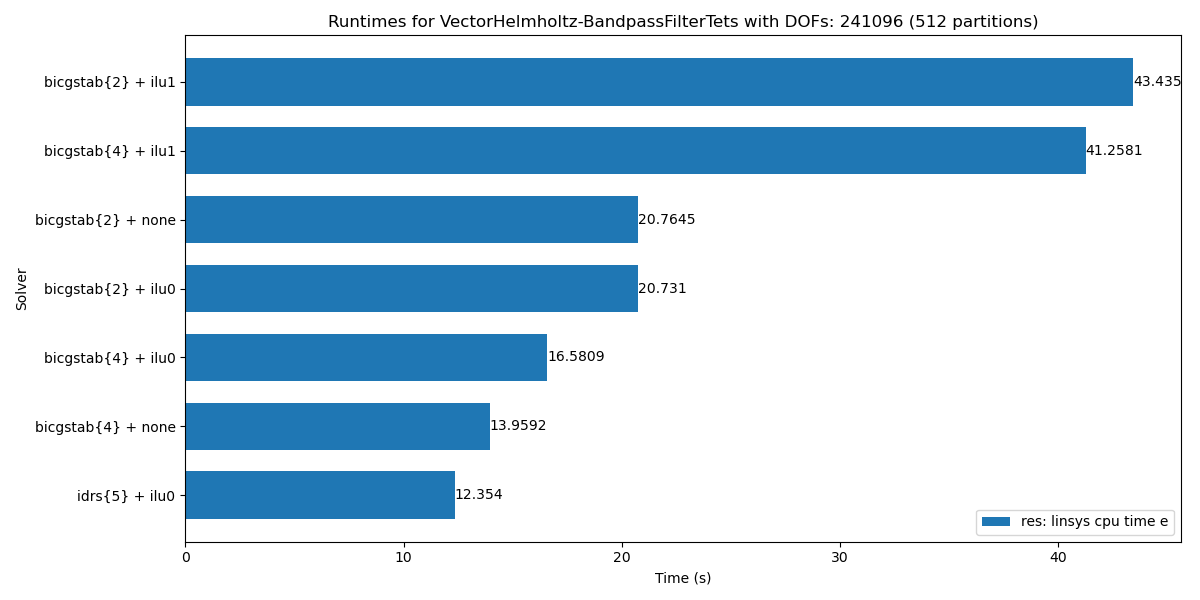 Runtimes for VectorHelmholtz-BandpassFilterTets with DOFs: 241096 (512 partitions)
Solver
bicgstab{2} + ilu1
43.435
bicgstab{4} + ilu1
41.2581
bicgstab{2} + none
20.7645
bicgstab{2} + ilu0
20.731
bicgstab{4} + ilu0
16.5809
bicgstab{4} + none
13.9592
idrs{5} + ilu0
12.354
res: linsys cpu time e
0
10
20
30
40
Time (s)